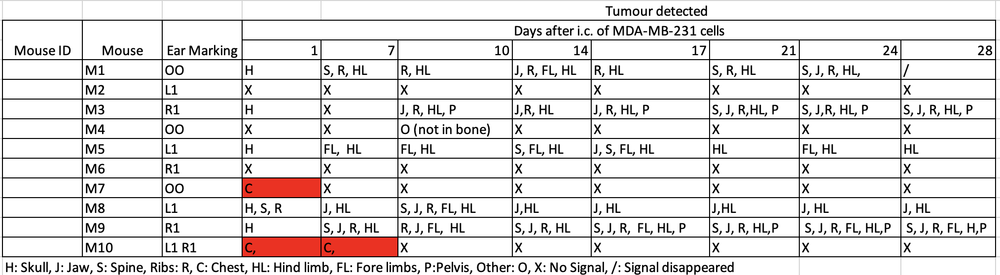 Tumour detected
Days after i.c. of MDA-MB-231 cells
Mouse ID Mouse Ear Marking 1 7 10 14 17 21 24 28
M1 OO H S, R, HL R, HL J, R, FL, HL R, HL S, R, HL S, J, R, HL, /
M2 L1 X X X X X X X X
M3 R1 H X J, R, HL, P J,R, HL J, R, HL, P S, J, R,HL, P S, J,R, HL, P S, J, R, HL, P
M4 OO X X O (not in bone) X X X X X
M5 L1 H FL,  HL FL, HL S, FL, HL J, S, FL, HL HL FL, HL HL
M6 R1 X X X X X X X X
M7 OO C X X X X X X X
M8 L1 H, S, R J, HL S, J, R, FL, HL J,HL J, HL J,HL J, HL J, HL
M9 R1 H S, J, R, HL R, J, FL,  HL S, J, R, HL S, J, R,  FL, HL, P S, J, R, HL,P S, J, R, FL, HL,P S, J, R, FL, H,P
M10 L1 R1 C, C, X X X X X X
H: Skull, J: Jaw, S: Spine, Ribs: R, C: Chest, HL: Hind limb, FL: Fore limbs, P:Pelvis, Other: O, X: No Signal, /: Signal disappeared